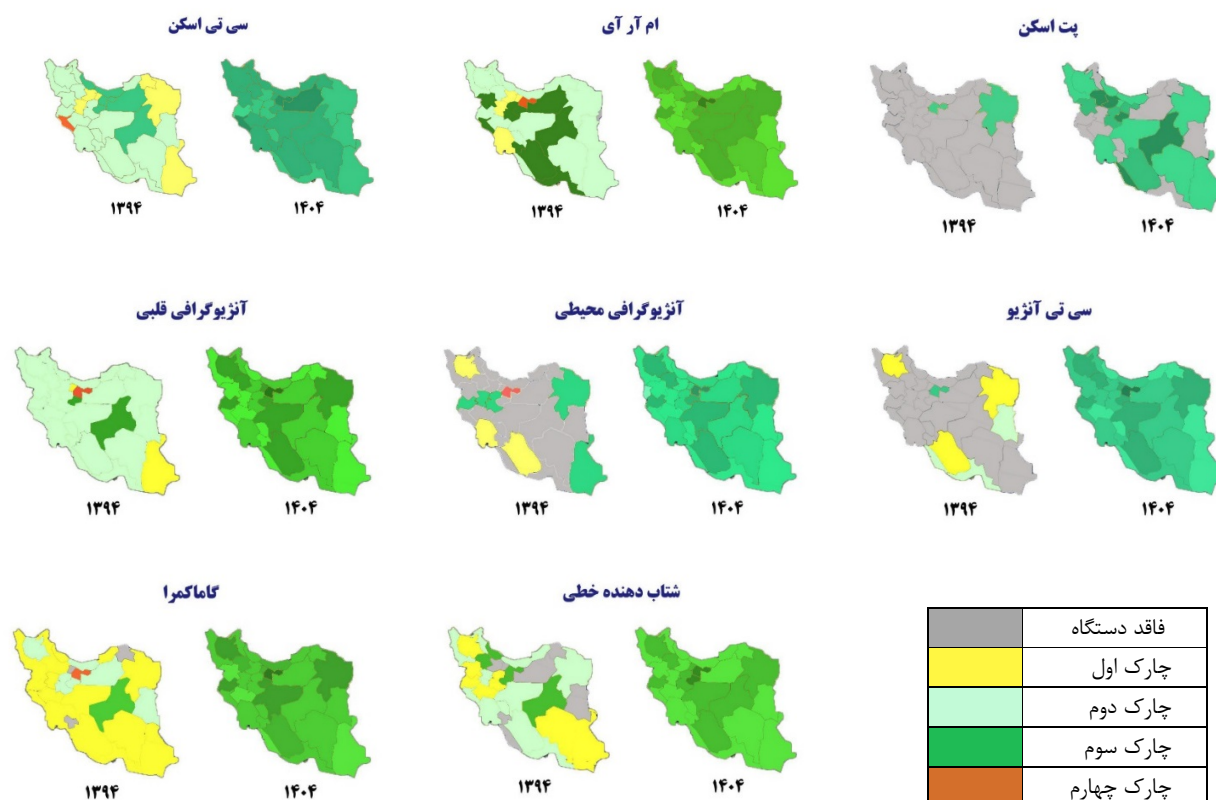 سی تی اسکن
ام آر آی
پت اسکن
۱۳۹۴
۱۴۰۴
۱۳۹۴
۱۴۰۴
۱۳۹۴
۱۴۰۴
آنژیوگرافی قلبی
آنژیوگرافی محیطی
سی تی آنژیو
۱۳۹۴
۱۴۰۴
۱۳۹۴
۱۴۰۴
۱۳۹۴
۱۴۰۴
گاماکمرا
شتاب دهنده خطی
۱۳۹۴
۱۴۰۴
۱۳۹۴
۱۴۰۴
فاقد دستگاه
چارک اول
چارک دوم
چارک سوم
چارک چهارم